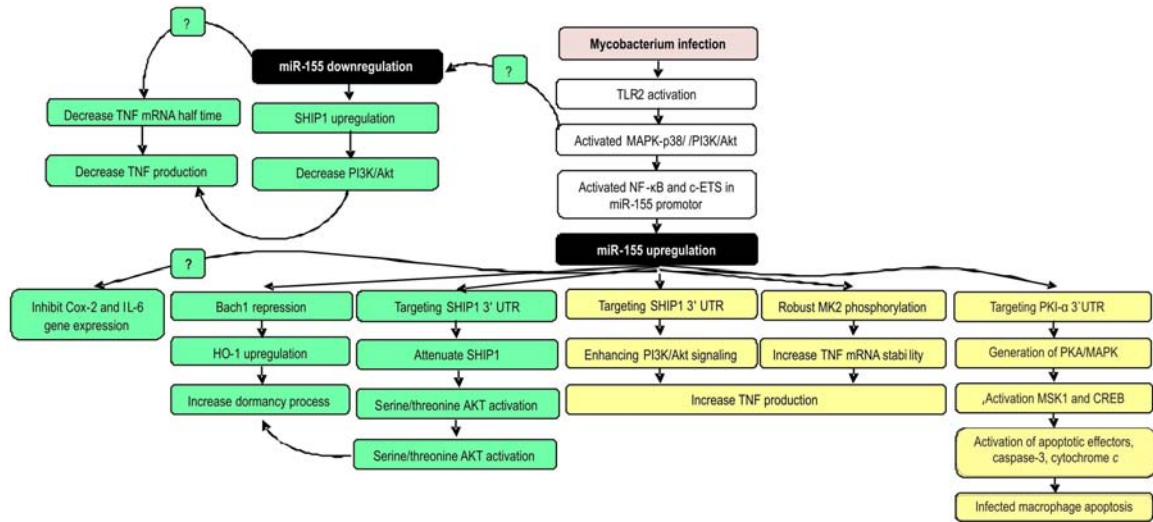 ?
Mycobacterium infection
miR-155 downregulation
?
TLR2 activation
Decrease TNF mRNA half time
SHIP1 upregulation
Activated MAPK-p38/ /PI3K/Akt
Decrease TNF production
Decrease PI3K/Akt
Activated NF-κB and c-ETS in
miR-155 promotor
miR-155 upregulation
?
Inhibit Cox-2 and IL-6
gene expression
Bach1 repression
Targeting SHIP1 3' UTR
Targeting SHIP1 3' UTR
Robust MK2 phosphorylation
Targeting PKI-α 3`UTR
HO-1 upregulation
Attenuate SHIP1
Enhancing PI3K/Akt signaling
Increase TNF mRNA stability
Generation of PKA/MAPK
Increase dormancy process
Serine/threonine AKT activation
Increase TNF production
,Activation MSK1 and CREB
Serine/threonine AKT activation
Activation of apoptotic effectors,
caspase-3, cytochrome c
Infected macrophage apoptosis